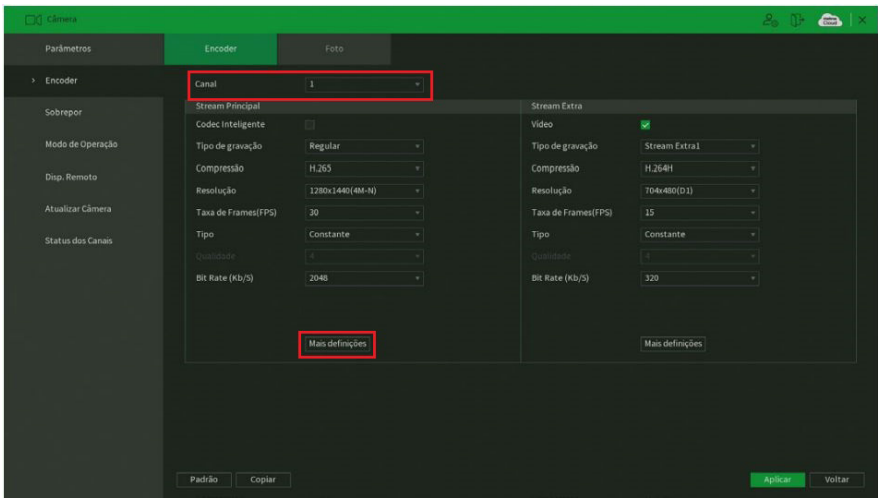 Câmera
Cloud
Parâmetros
Encoder
Foto
Encoder
Sobrepor
Modo de Operação
Disp. Remoto
Atualizar Câmera
Status dos Canais
Canal 1
Stream Principal
Codec Inteligente
Tipo de gravação Regular
Compressão H.265
Resolução 1280x1440(4M-N)
Taxa de Frames(FPS) 30
Tipo Constante
Qualidade 4
Bit Rate (Kb/S) 2048
Mais definições
Stream Extra
Vídeo
Tipo de gravação Stream Extra1
Compressão H.264H
Resolução 704x480(D1)
Taxa de Frames(FPS) 15
Tipo Constante
Qualidade 4
Bit Rate (Kb/S) 320
Mais definições
Padrão Copiar
Aplicar Voltar